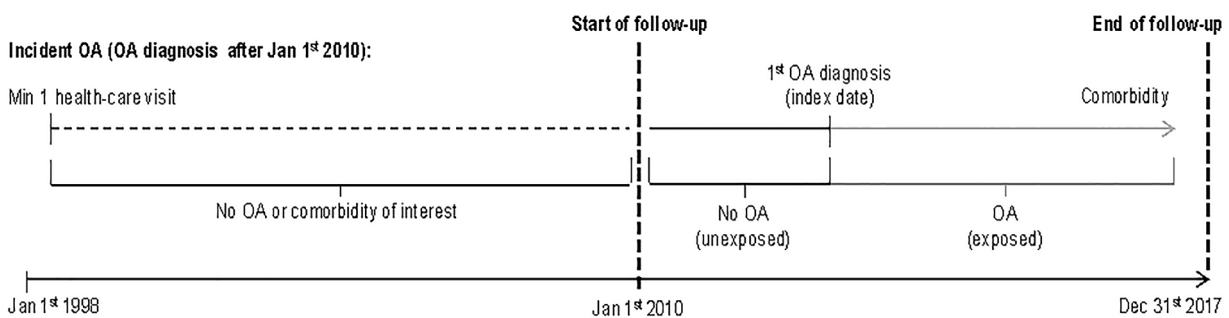 Start of follow-up
End of follow-up
Incident OA (OA diagnosis after Jan 1st 2010):
1st OA diagnosis
(index date)
Min 1 health-care visit
Comorbidity
No OA or comorbidity of interest
No OA
(unexposed)
OA
(exposed)
Jan 1st 1998
Jan 1st 2010
Dec 31st 2017